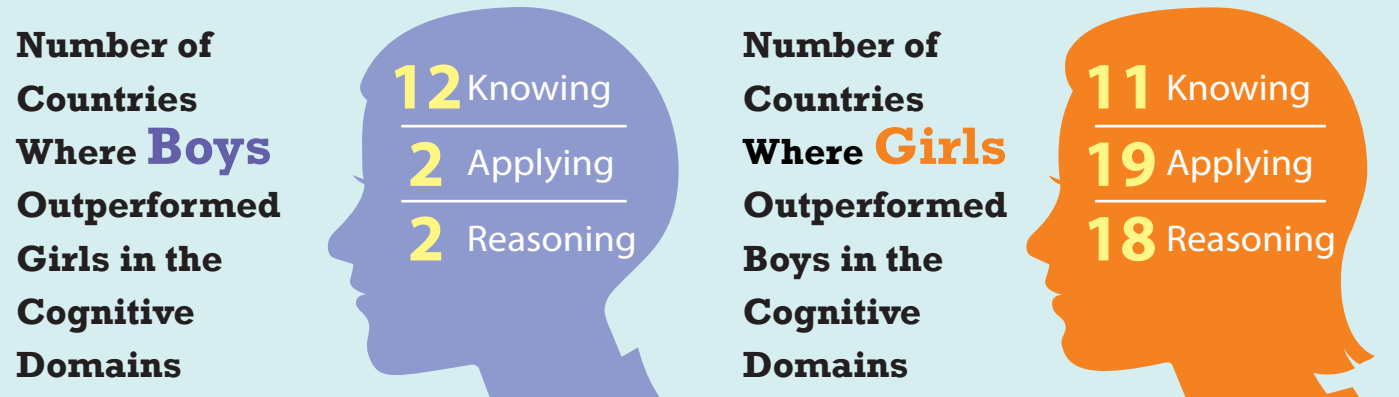 Number of
Countries
Where Boys
Outperformed
Girls in the
Cognitive
Domains
12 Knowing
2 Applying
2 Reasoning
Number of
Countries
Where Girls
Outperformed
Boys in the
Cognitive
Domains
11 Knowing
19 Applying
18 Reasoning